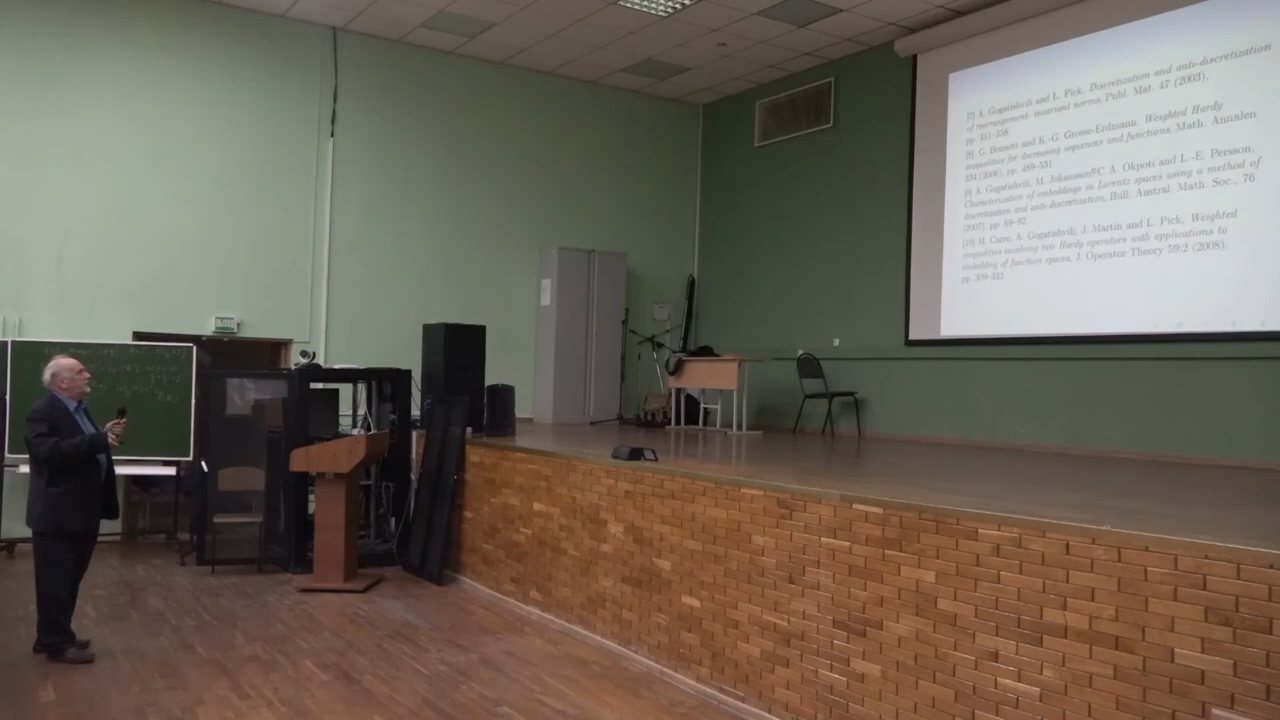 [7] A. Gogatishvili and L. Pick, Discretization and anti-discretization
of rearrangement- invariant norms, Publ. Mat. 47 (2003),
pp. 311-358.
[8] G. Bennett and K.-G. Grosse-Erdmann, Weighted Hardy
inequalities for decreasing sequences and functions, Math. Annalen
334 (2006), pp. 489-531
[9] A. Gogatishvili, M. Johansson, C. A. Okpoti and L.-E. Persson,
Characterization of embeddings in Lorentz spaces using a method of
discretization and anti-discretization, Bull. Austral. Math. Soc., 76
(2007), pp. 69-92
[10] M. Carro, A. Gogatishvili, J. Martin and L. Pick, Weighted
inequalities involving two Hardy operators with applications to
embedding of function spaces, J. Operator Theory 59:2 (2008),
pp. 309-332